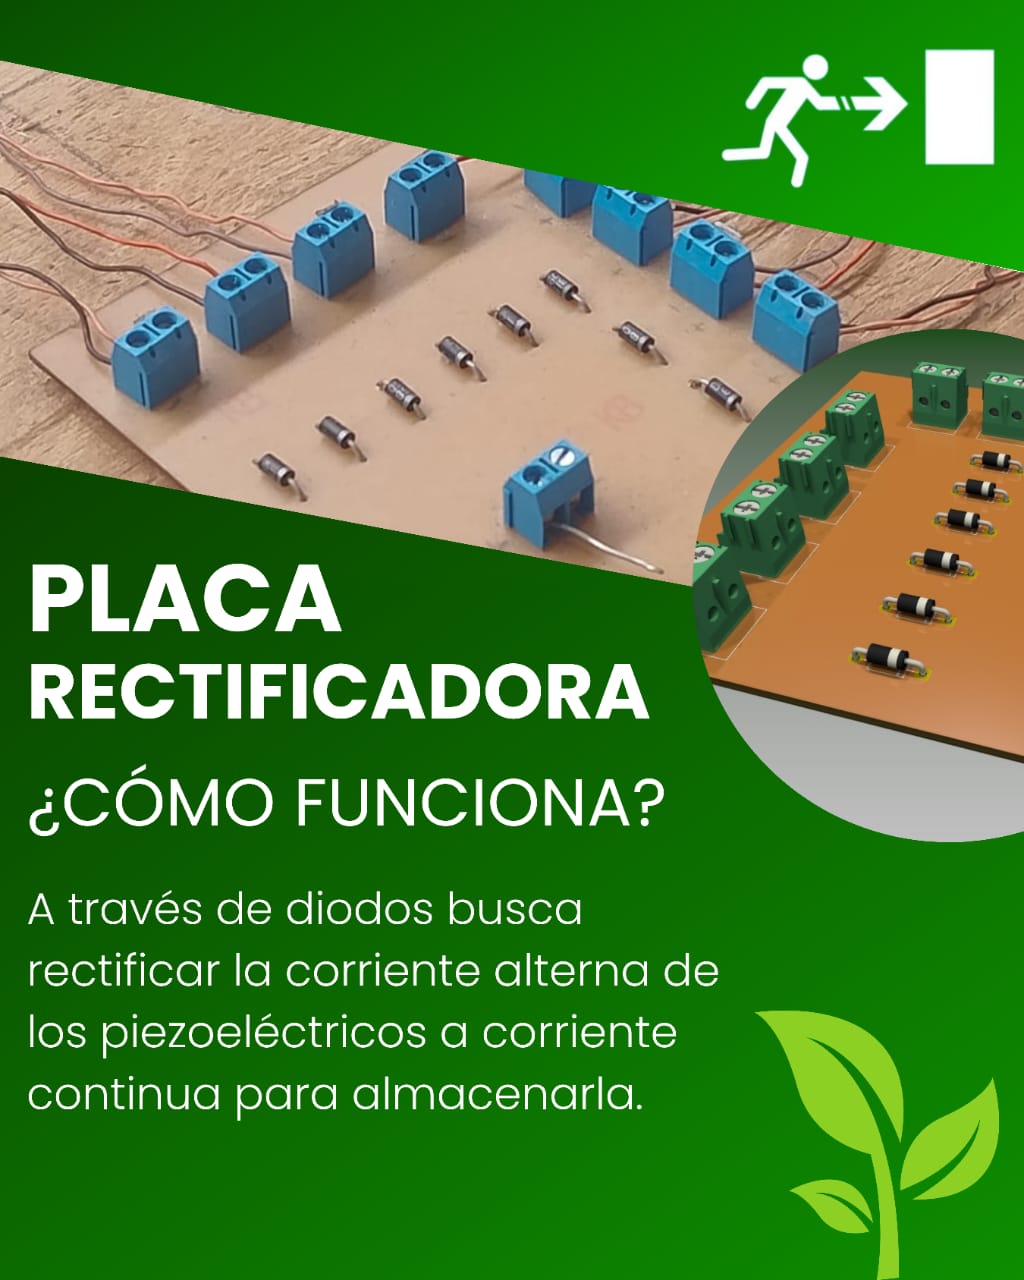 PLACA
RECTIFICADORA
¿CÓMO FUNCIONA?
A través de diodos busca
rectificar la corriente alterna de
los piezoeléctricos a corriente
continua para almacenarla.